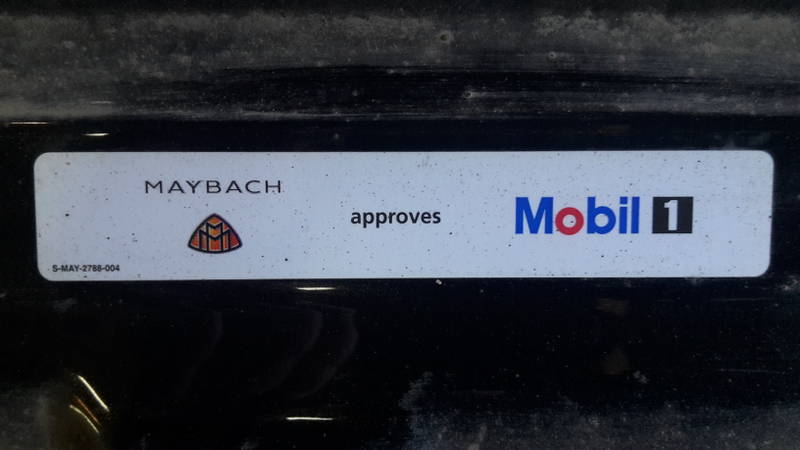 MAYBACH
approves
Mobil 1
S-MAY-2788-004